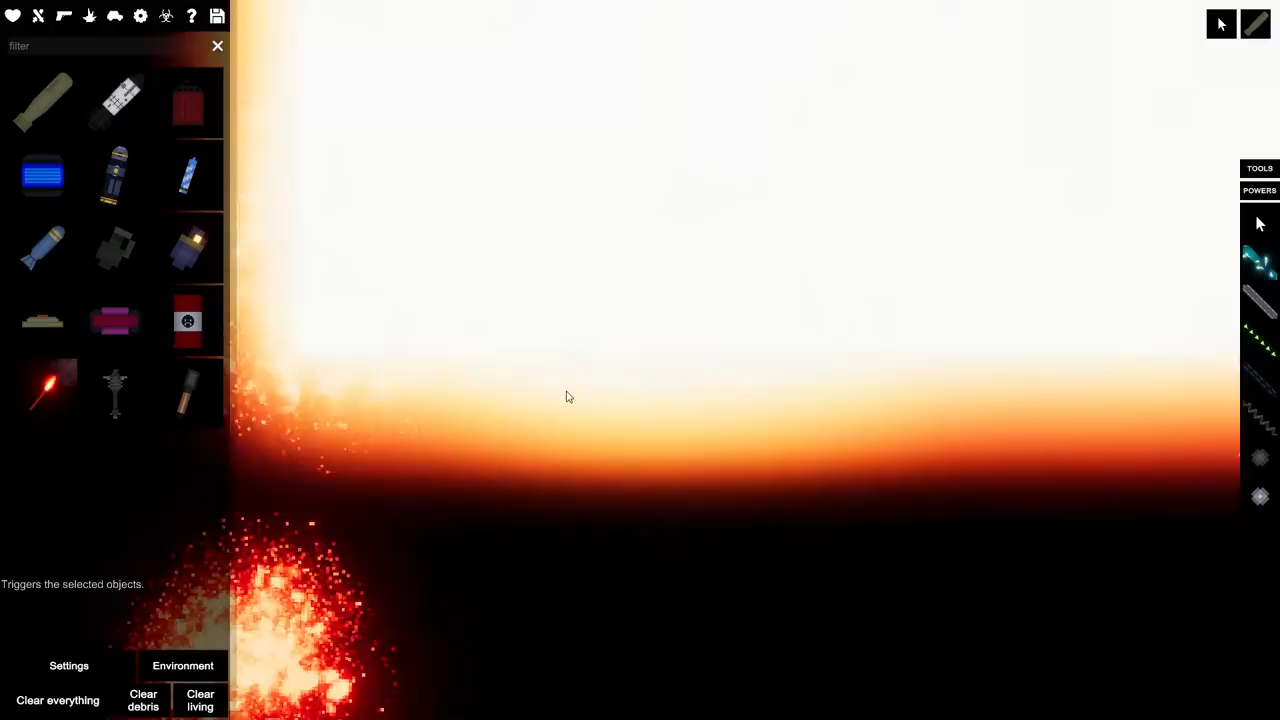 filter
TOOLS
POWERS
Triggers the selected objects.
Settings
Environment
Clear everything
Clear
debris
Clear
living